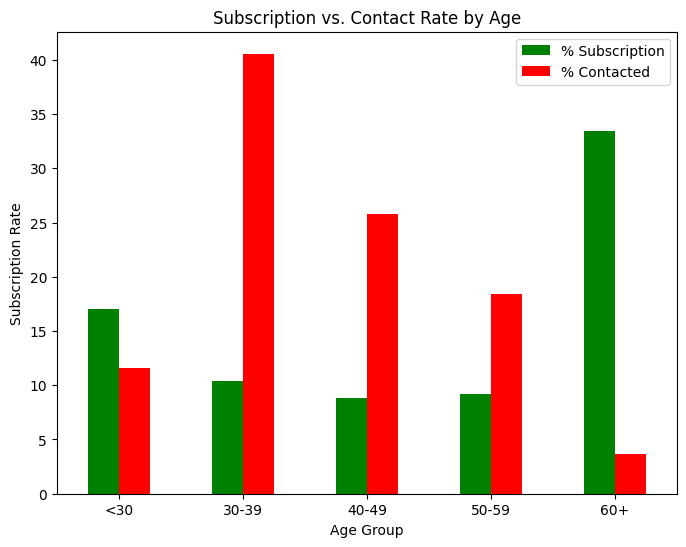 Subscription vs. Contact Rate by Age
% Subscription
% Contacted
Subscription Rate
40
35
30
25
20
15
10
5
0
<30
30-39
40-49
50-59
60+
Age Group